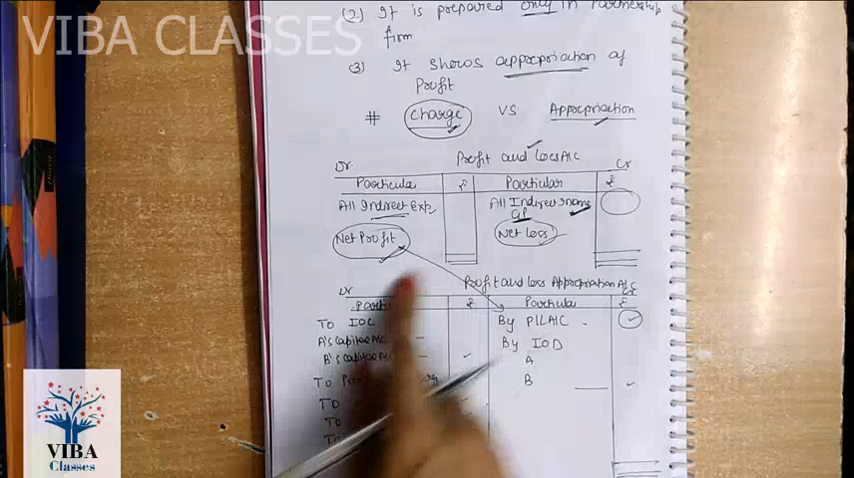 VIBA CLASSES
(2) It is prepared only in Partnership
firm
(3) It shows appropriation of
Profit
# Charge vs Appropriation
Profit and Loss A/C
Dr. Cr
Particular ₹ Particular ₹
All Indirect Exp. All Indirect
GP
Net Profit Net Loss
Profit and Loss Appropriation A/C
Dr Cr
₹ Particular ₹
To IOC By P/L A/C
A's Capital A/C By IOD
B's Capital A/C A
To B
To
To
VIBA
Classes